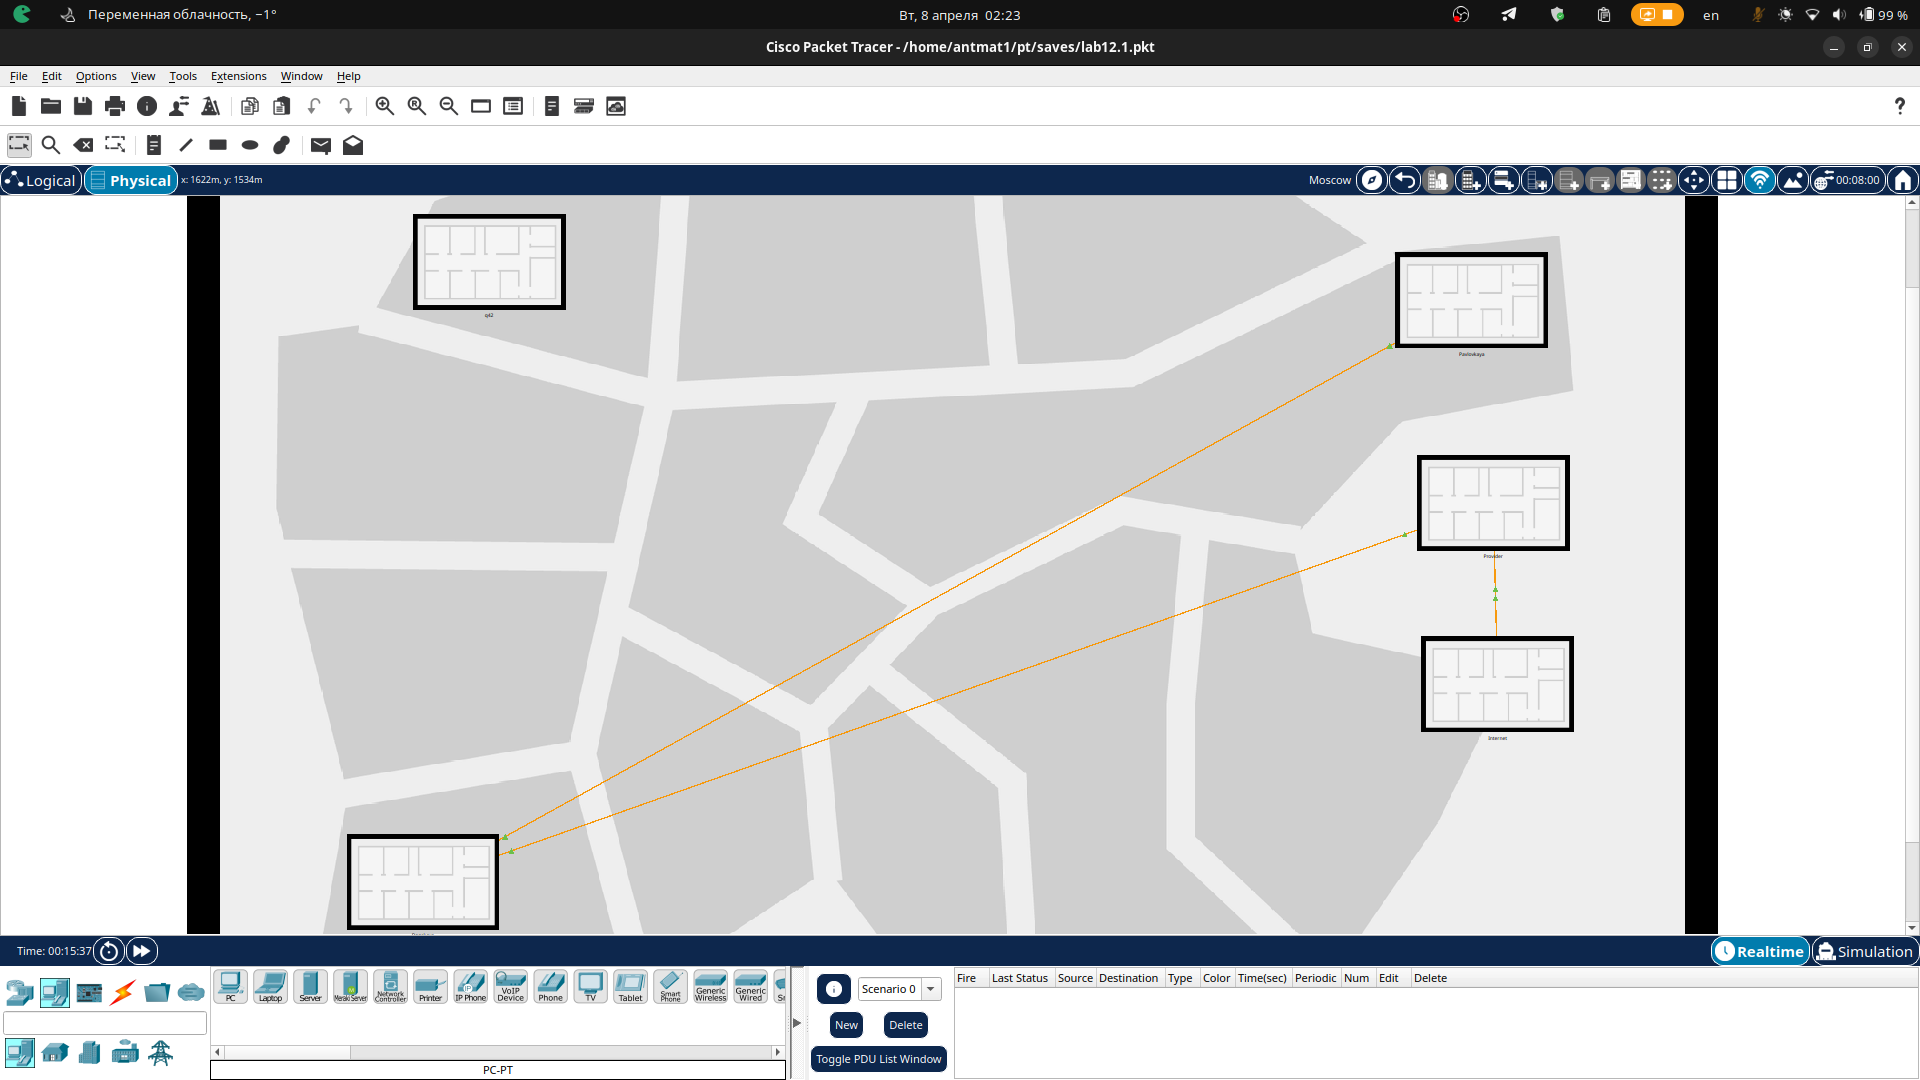 Переменная облачность, −1°
Вт, 8 апреля 02:23
en
99 %
Cisco Packet Tracer - /home/antmat1/pt/saves/lab12.1.pkt
File Edit Options View Tools Extensions Window Help
Logical
Physical
x: 1622m, y: 1534m
Moscow
00:08:00
q42
Pavlovkaya
Provider
Internet
Time: 00:15:37
Realtime
Simulation
PC
Laptop
Server
Meraki Server
Network Controller
Printer
IP Phone
VoIP Device
Phone
TV
Tablet
Smart Phone
Generic Wireless
Generic Wired
PC-PT
Scenario 0
New
Delete
Toggle PDU List Window
Fire Last Status Source Destination Type Color Time(sec) Periodic Num Edit Delete